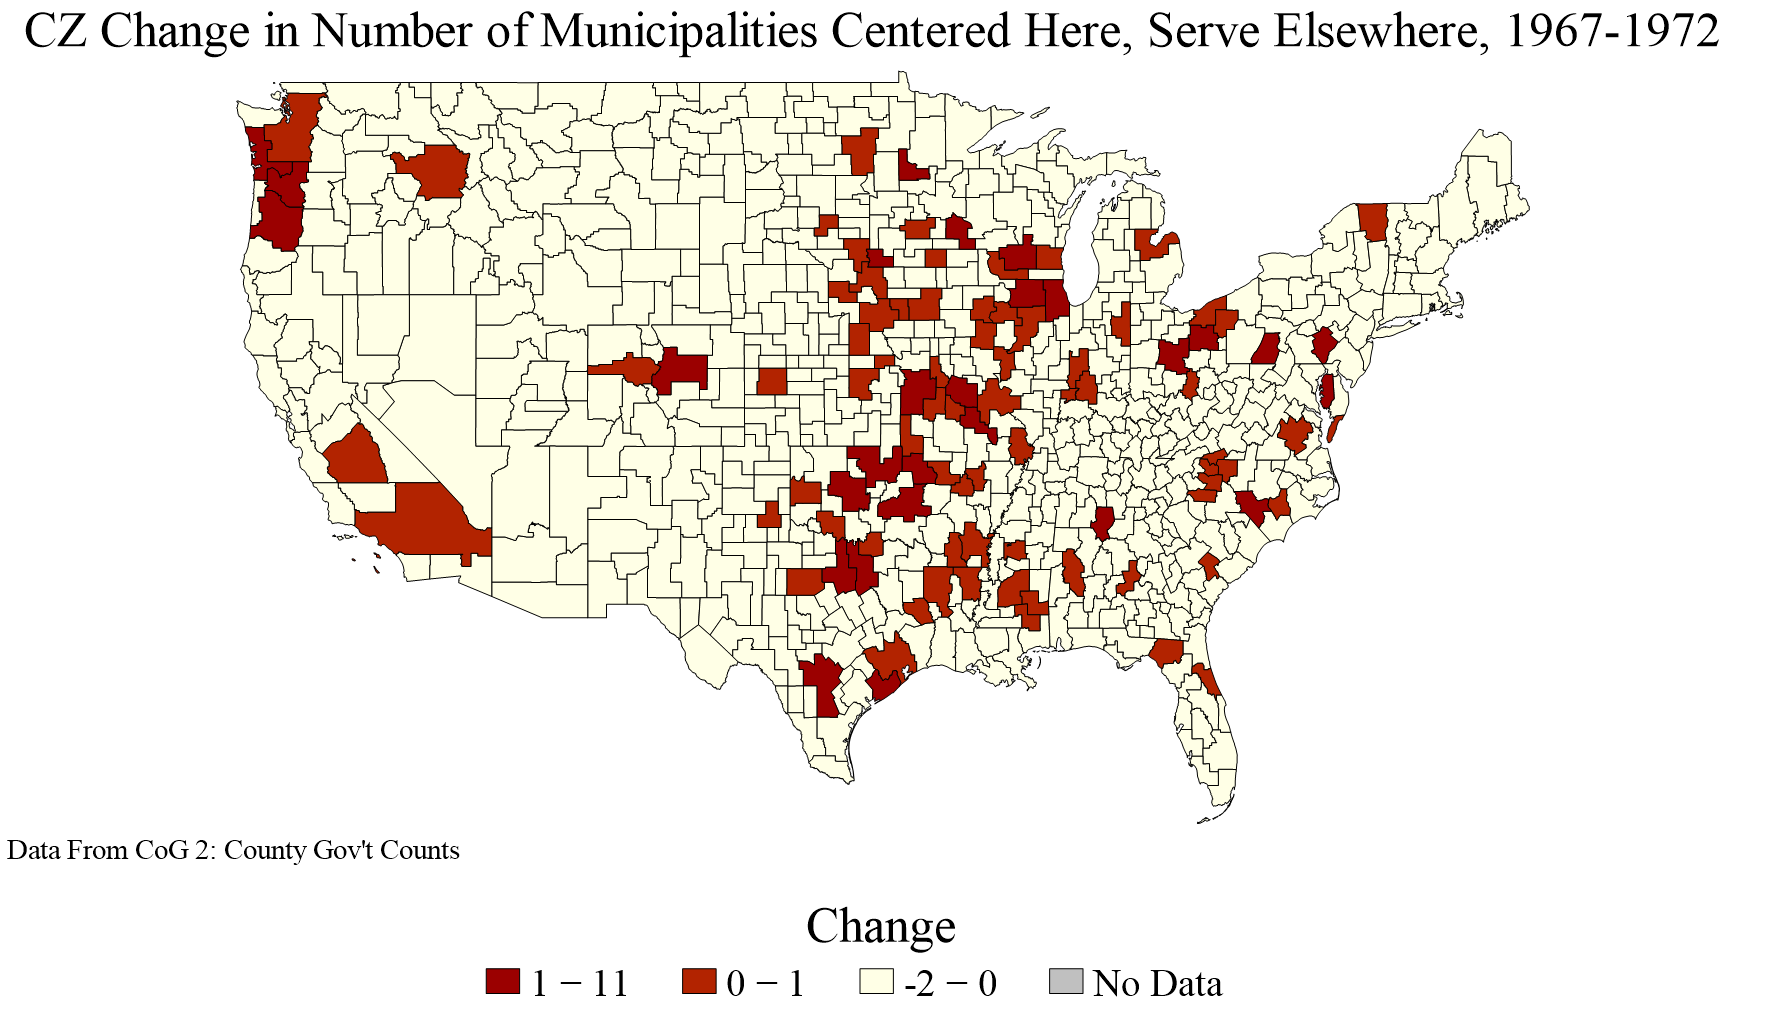 CZ Change in Number of Municipalities Centered Here, Serve Elsewhere, 1967-1972
Data From CoG 2: County Gov't Counts
Change
1 − 11 0 − 1 -2 − 0 No Data